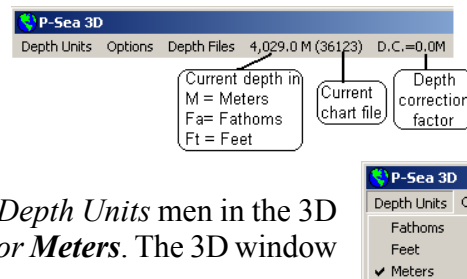 P-Sea 3D
Depth Units Options Depth Files 4,029.0 M (36123) D.C.=0.0M
Current depth in
M = Meters
Fa= Fathoms
Ft = Feet
Current
chart file
Depth
correction
factor
Depth Units men in the 3D
or Meters. The 3D window
P-Sea 3D
Depth Units
Fathoms
Feet
✓ Meters